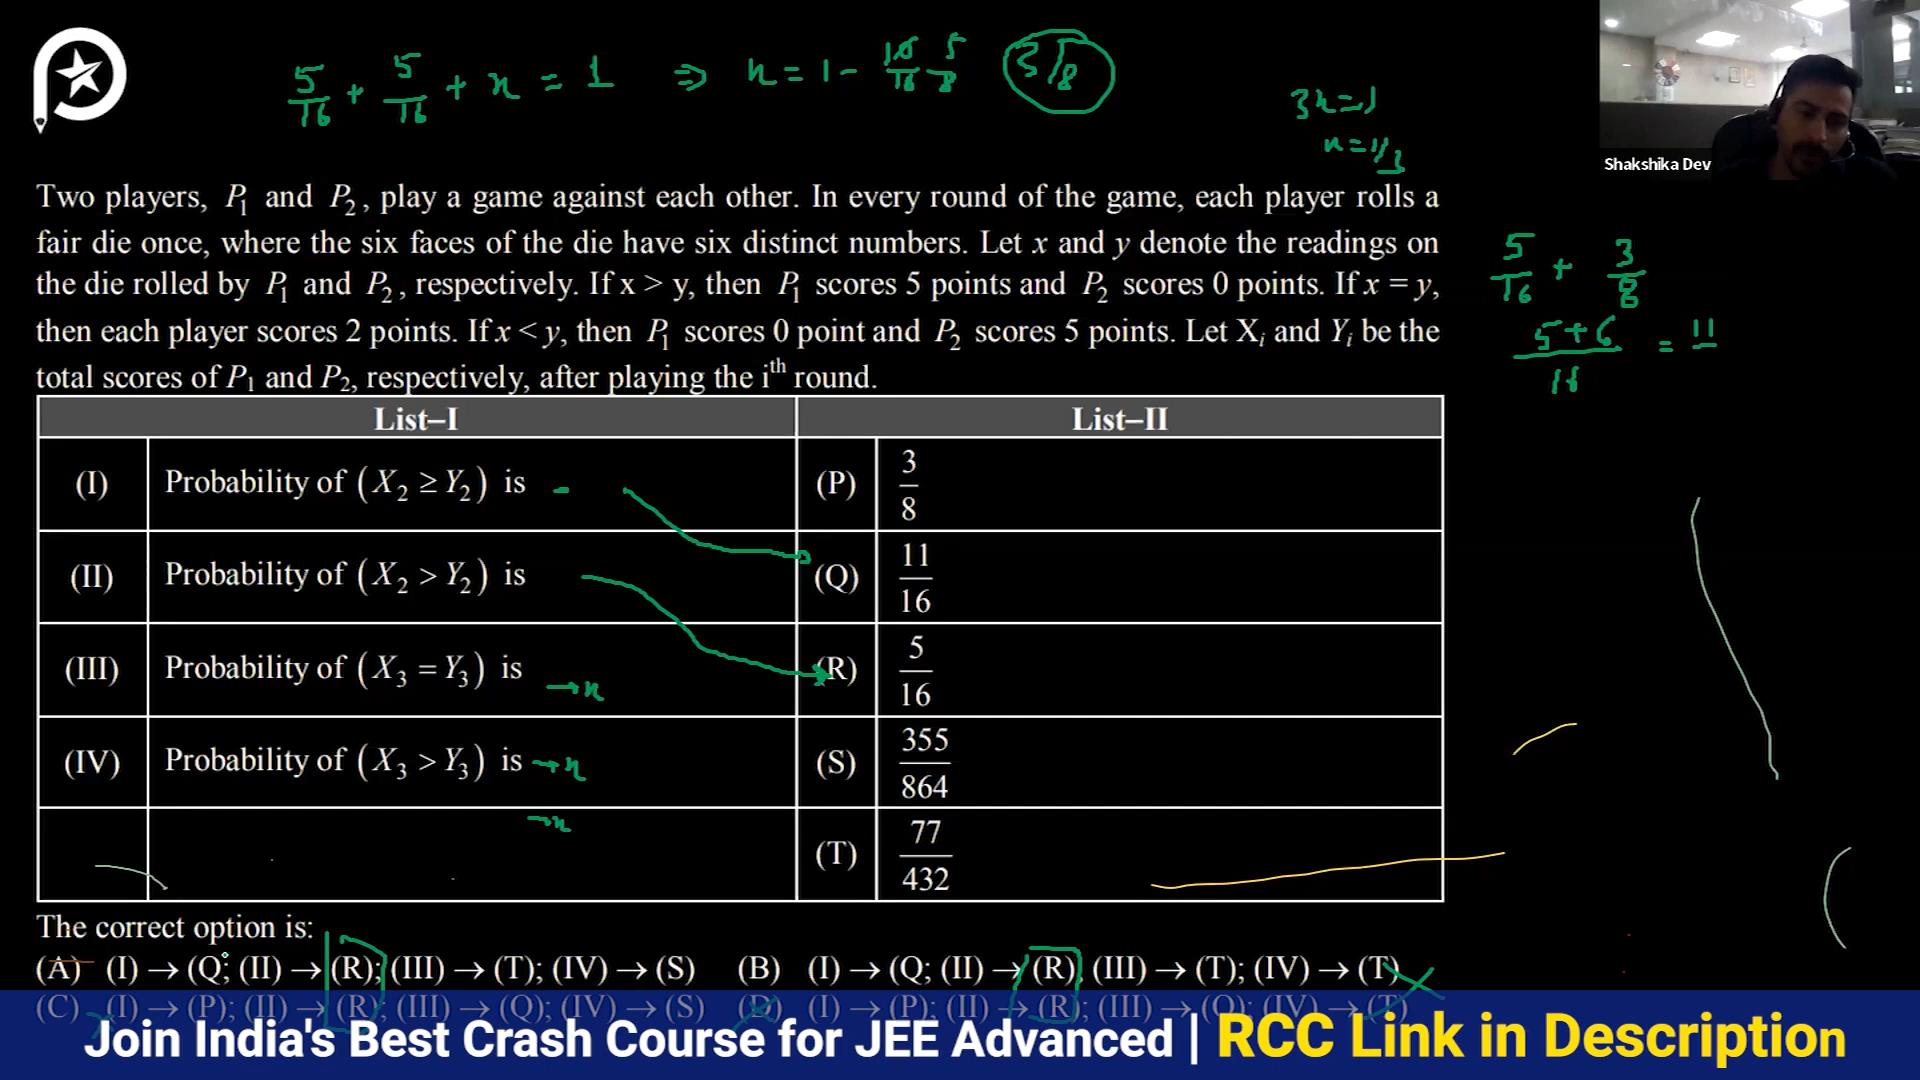 5/16 + 5/16 + n = 1 ⇒ n = 1 - 10/16 5/8 3/8
3n = 1
Shakshika Dev
Two players, P₁ and P₂, play a game against each other. In every round of the game, each player rolls a
fair die once, where the six faces of the die have six distinct numbers. Let x and y denote the readings on
the die rolled by P₁ and P₂, respectively. If x > y, then P₁ scores 5 points and P₂ scores 0 points. If x = y,
then each player scores 2 points. If x < y, then P₁ scores 0 point and P₂ scores 5 points. Let Xᵢ and Yᵢ be the
total scores of P₁ and P₂, respectively, after playing the iᵗʰ round.
5/16 + 3/8
5+6/16 = 11
List–I List–II
(I) Probability of (X₂ ≥ Y₂) is (P) 3/8
(II) Probability of (X₂ > Y₂) is (Q) 11/16
(III) Probability of (X₃ = Y₃) is → n (R) 5/16
(IV) Probability of (X₃ > Y₃) is → n (S) 355/864
→ n (T) 77/432
The correct option is:
(A) (I) → (Q; (II) → (R); (III) → (T); (IV) → (S) (B) (I) → (Q; (II) → (R), (III) → (T); (IV) → (T)
(C) (I) → (P); (II) → (R); (III) → (Q); (IV) → (S) (D) (I) → (P); (II) → (R); (III) → (Q); (IV) → (T)
Join India's Best Crash Course for JEE Advanced | RCC Link in Description